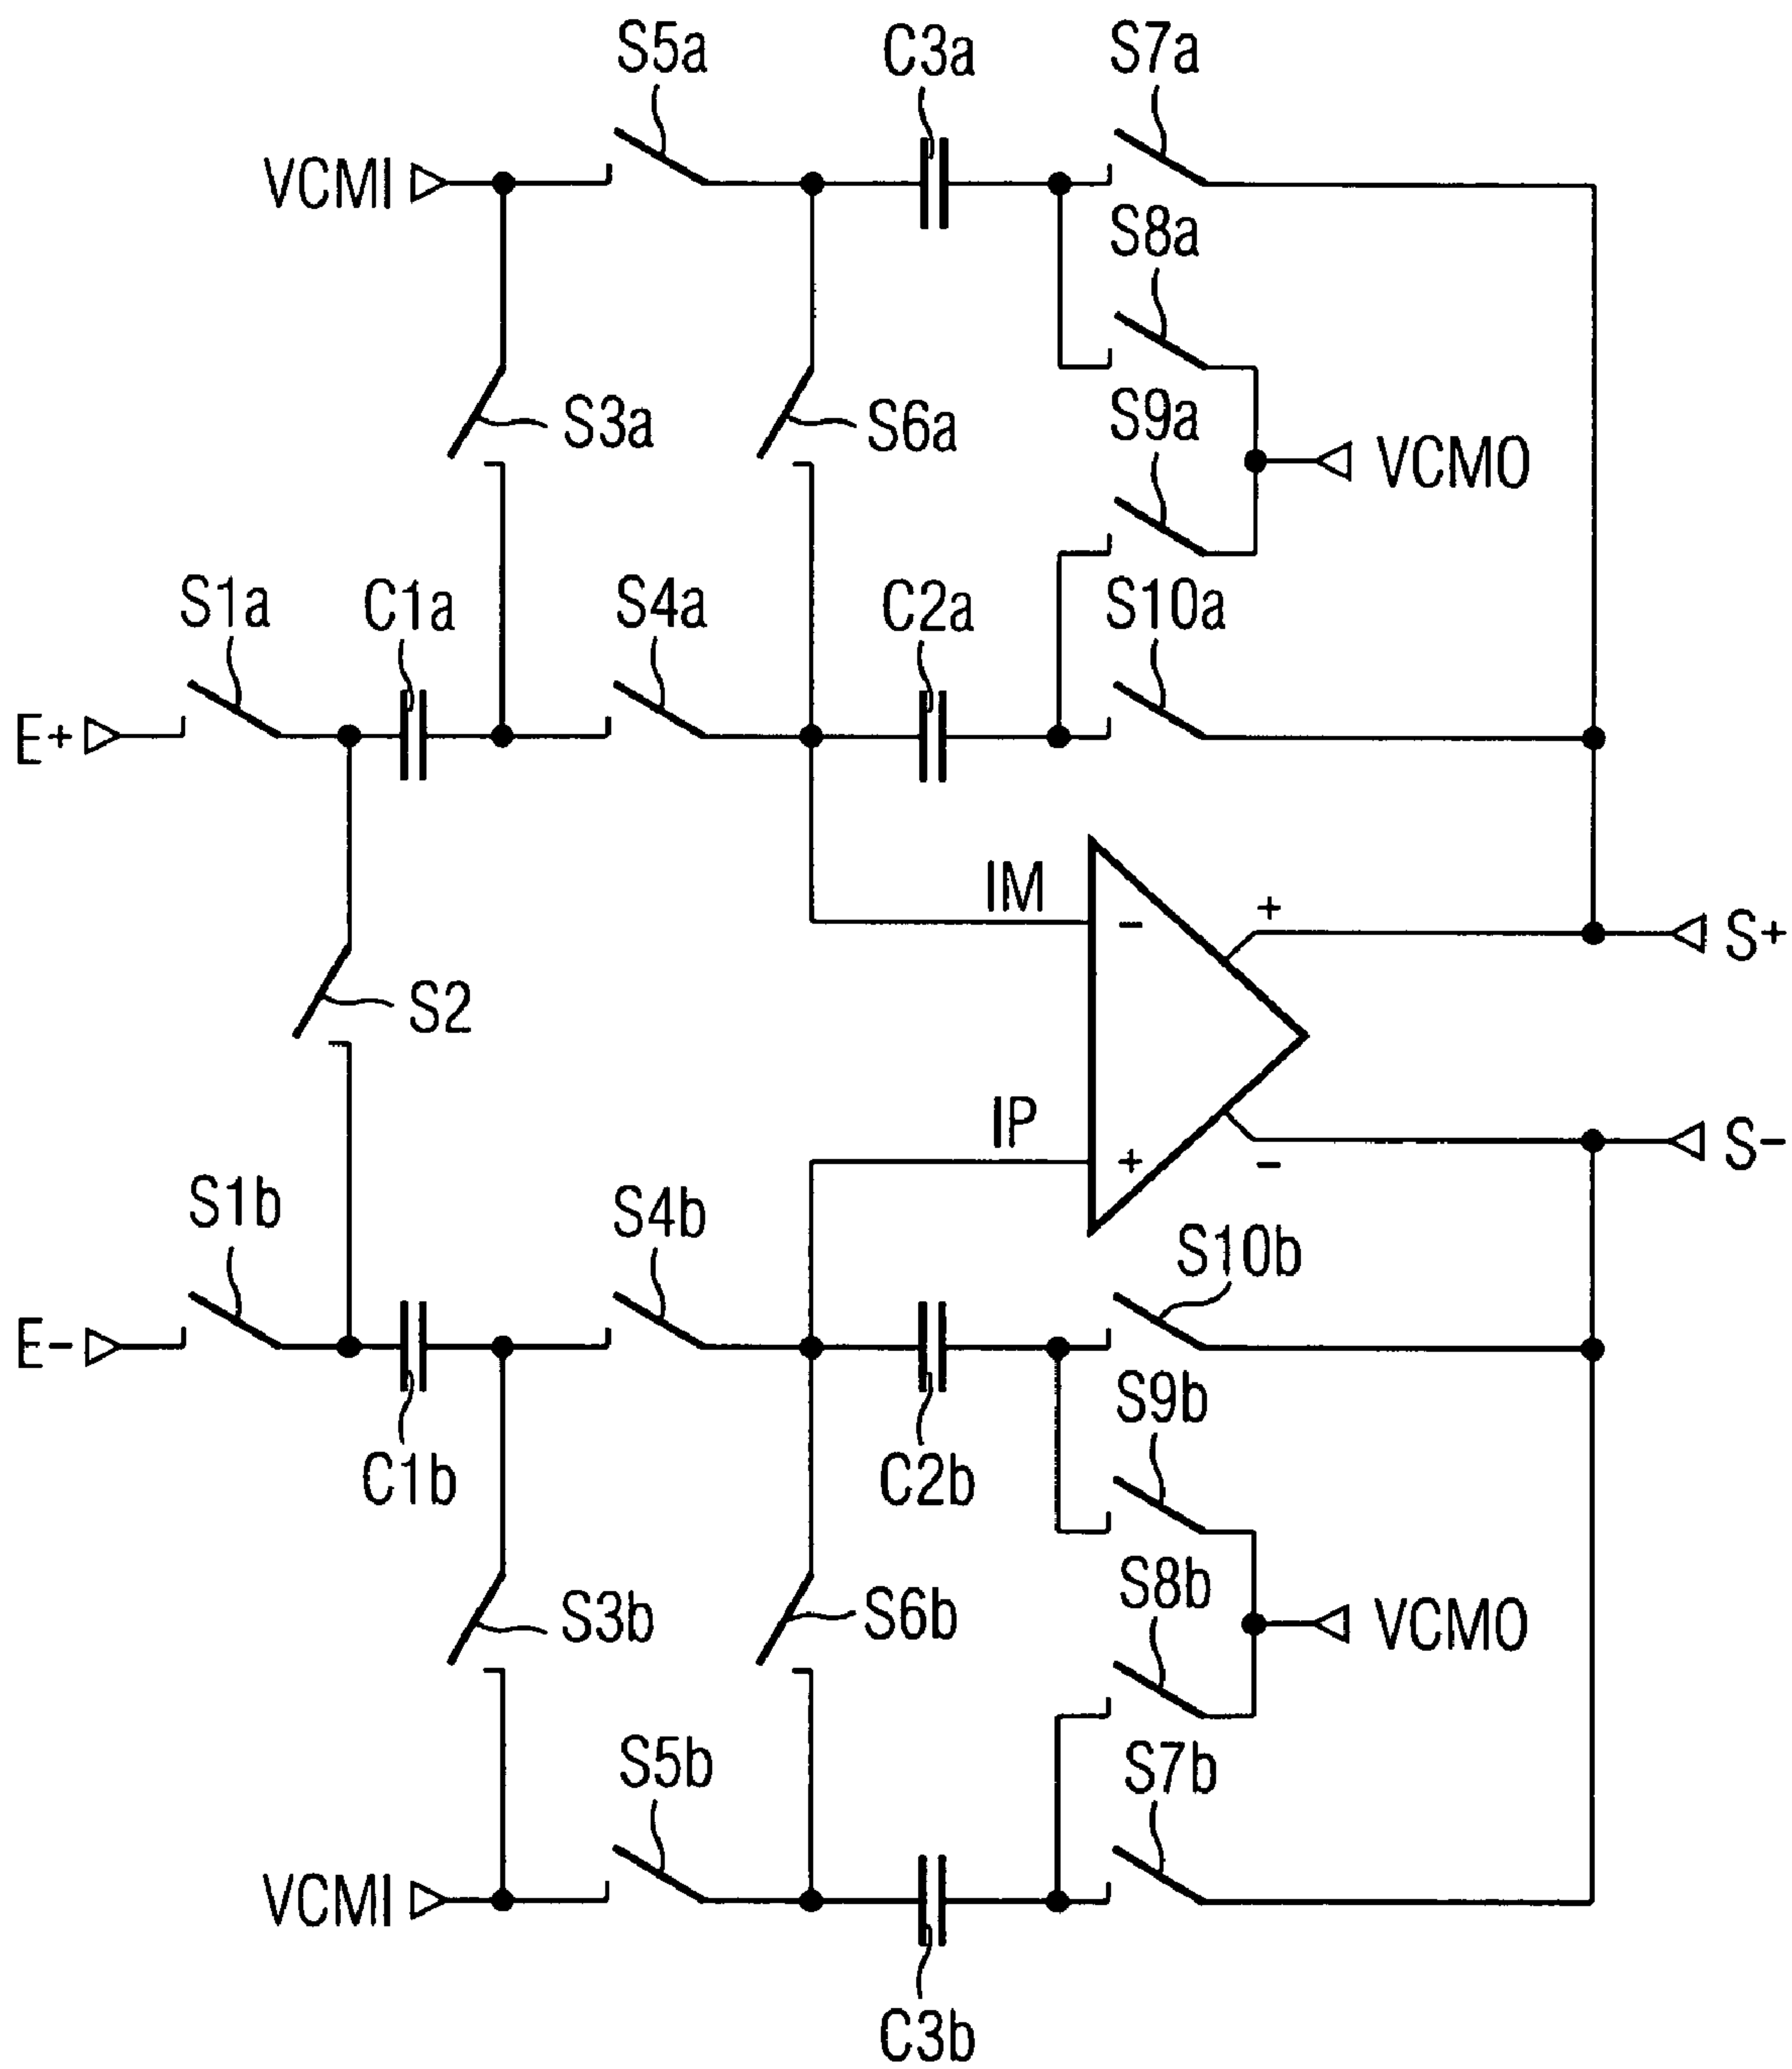 S5a C3a S7a
VCMI
S8a
S3a S6a S9a VCMO
S1a C1a S4a C2a S10a
E+
IM - + S+
S2
IP + - S-
S1b S4b S10b
E-
S9b
C1b C2b
S8b
S3b S6b VCMO
S5b S7b
VCMI
C3b